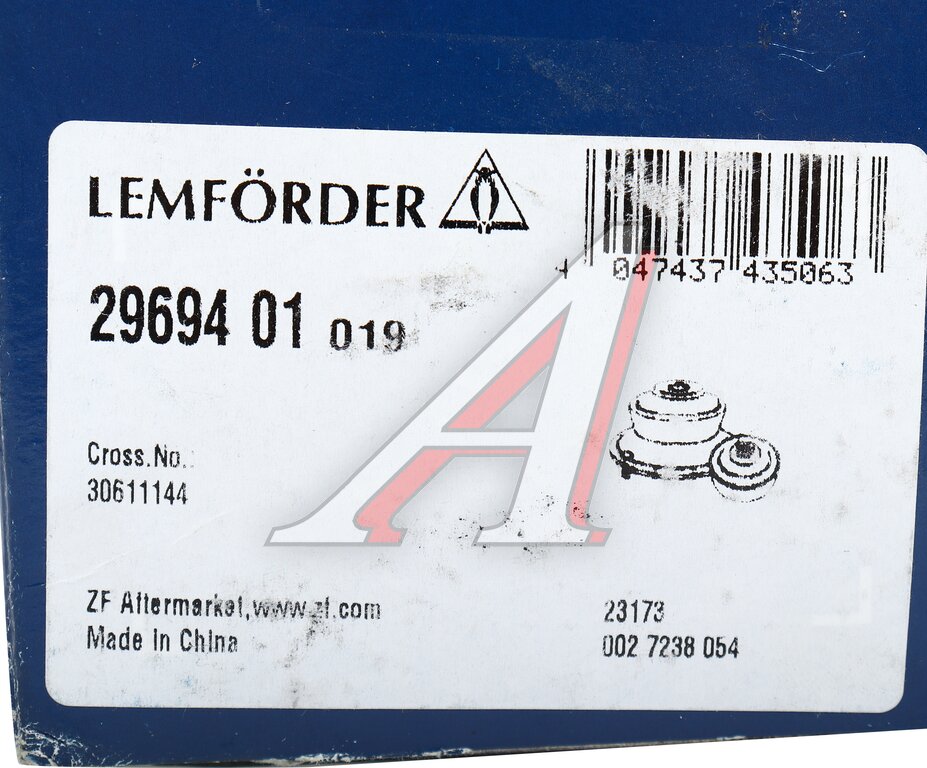 LEMFÖRDER
4 047437 435063
29694 01 019
Cross.No.:
30611144
ZF Aftermarket,www.zf.com
Made in China
23173
002 7238 054